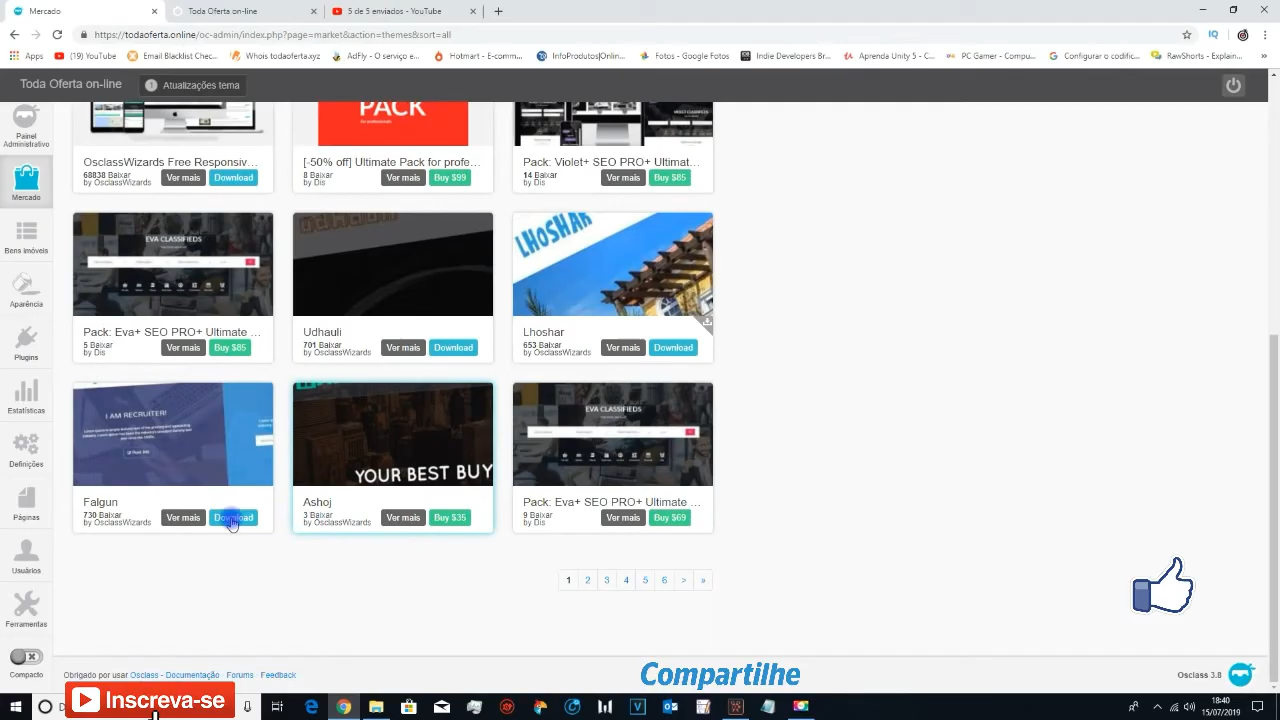 Mercado
Toda Oferta on-line
5 de 5 enviados - YouTube
https://todaoferta.online/oc-admin/index.php?page=market&action=themes&sort=all
Apps
(19) YouTube
Email Blacklist Chec...
Whois todaoferta.xyz
AdFly - O serviço e...
Hotmart - E-comm...
InfoProdutos|Onlin...
Fotos - Google Fotos
Indie Developers Br...
Aprenda Unity 5 - C...
PC Gamer - Compu...
Configurar o codific...
RawShorts - Explain...
Toda Oferta on-line
1 Atualizações tema
Painel
Administrativo
Mercado
Bens imóveis
Aparência
Plugins
Estatísticas
Definições
Páginas
Usuários
Ferramentas
Compacto
OsclassWizards Free Responsiv...
68838 Baixar
by OsclassWizards
Ver mais
Download
PACK
[-50% off] Ultimate Pack for profe...
8 Baixar
by Dis
Ver mais
Buy $99
Pack: Violet+ SEO PRO+ Ultimat...
14 Baixar
by Dis
Ver mais
Buy $85
EVA CLASSIFIEDS
Pack: Eva+ SEO PRO+ Ultimate ...
5 Baixar
by Dis
Ver mais
Buy $85
Udhauli
701 Baixar
by OsclassWizards
Ver mais
Download
LHOSHAR
Lhoshar
653 Baixar
by OsclassWizards
Ver mais
Download
I AM RECRUITER!
Falgun
730 Baixar
by OsclassWizards
Ver mais
Download
YOUR BEST BUY
Ashoj
3 Baixar
by OsclassWizards
Ver mais
Buy $35
EVA CLASSIFIEDS
Pack: Eva+ SEO PRO+ Ultimate ...
9 Baixar
by Dis
Ver mais
Buy $69
1 2 3 4 5 6 > »
Obrigado por usar Osclass - Documentação · Forums · Feedback
Compartilhe
Osclass 3.8
Inscreva-se
18:40
15/07/2019